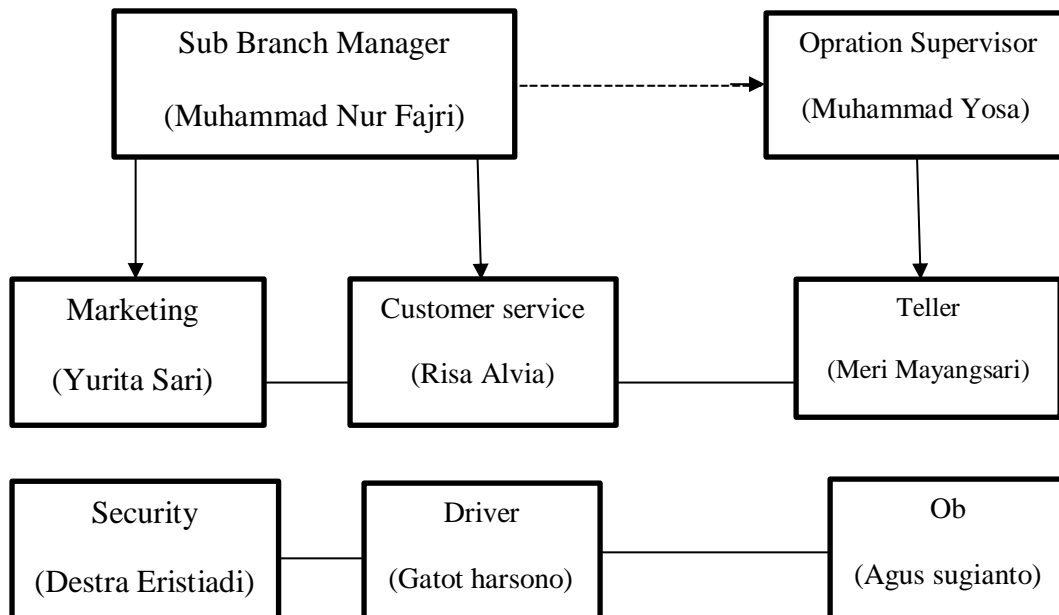 Sub Branch Manager
(Muhammad Nur Fajri)
Opration Supervisor
(Muhammad Yosa)
Marketing
(Yurita Sari)
Customer service
(Risa Alvia)
Teller
(Meri Mayangsari)
Security
(Destra Eristiadi)
Driver
(Gatot harsono)
Ob
(Agus sugianto)